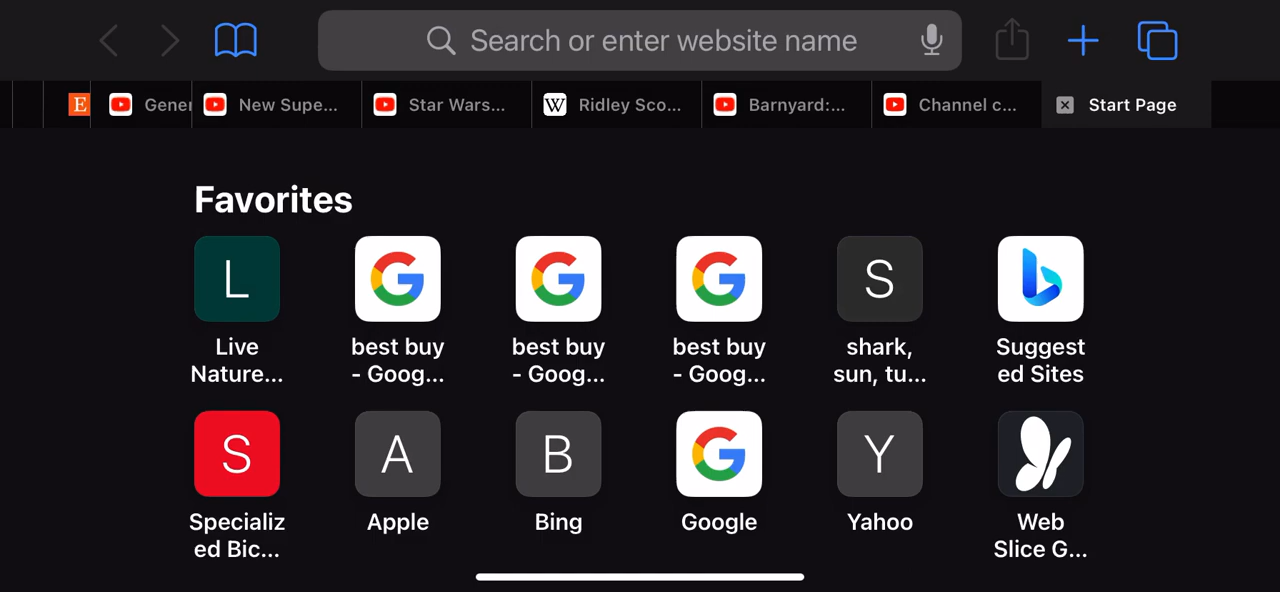 Search or enter website name
E Gener New Supe... Star Wars... W Ridley Sco... Barnyard:... Channel c... Start Page
Favorites
L S
Live best buy best buy best buy shark, Suggest
Nature... - Goog... - Goog... - Goog... sun, tu... ed Sites
S A B Y
Specializ Apple Bing Google Yahoo Web
ed Bic... Slice G...